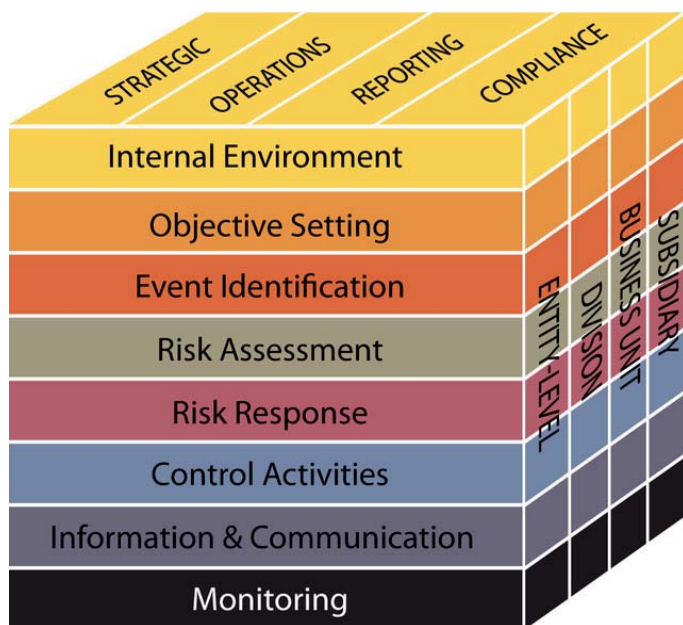 STRATEGIC
OPERATIONS
REPORTING
COMPLIANCE
Internal Environment
Objective Setting
Event Identification
Risk Assessment
Risk Response
Control Activities
Information & Communication
Monitoring
ENTITY-LEVEL
DIVISION
BUSINESS UNIT
SUBSIDIARY